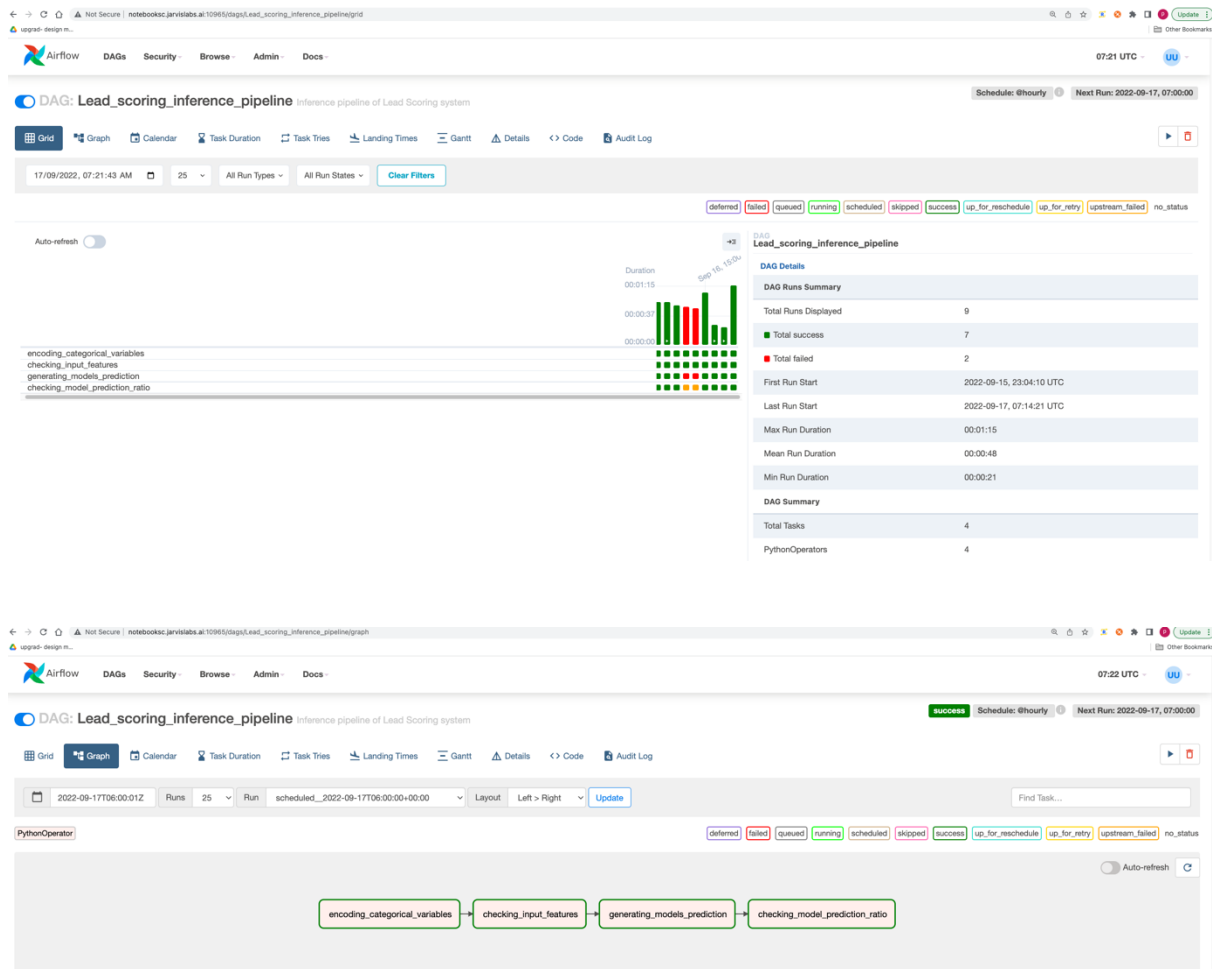 Not Secure | notebooksc.jarvislabs.ai:10965/dags/Lead_scoring_inference_pipeline/grid Update
upgrad- design m... Other Bookmarks
Airflow DAGs Security Browse Admin Docs 07:21 UTC UU
DAG: Lead_scoring_inference_pipeline Inference pipeline of Lead Scoring system Schedule: @hourly Next Run: 2022-09-17, 07:00:00
Grid Graph Calendar Task Duration Task Tries Landing Times Gantt Details <> Code Audit Log
17/09/2022, 07:21:43 AM 25 All Run Types All Run States Clear Filters
deferred failed queued running scheduled skipped success up_for_reschedule up_for_retry upstream_failed no_status
Auto-refresh
Duration
Sep 16, 15:00
00:01:15
00:00:37
00:00:00
encoding_categorical_variables
checking_input_features
generating_models_prediction
checking_model_prediction_ratio
DAG
Lead_scoring_inference_pipeline
DAG Details
DAG Runs Summary
Total Runs Displayed 9
Total success 7
Total failed 2
First Run Start 2022-09-15, 23:04:10 UTC
Last Run Start 2022-09-17, 07:14:21 UTC
Max Run Duration 00:01:15
Mean Run Duration 00:00:48
Min Run Duration 00:00:21
DAG Summary
Total Tasks 4
PythonOperators 4
Not Secure | notebooksc.jarvislabs.ai:10965/dags/Lead_scoring_inference_pipeline/graph Update
upgrad- design m... Other Bookmarks
Airflow DAGs Security Browse Admin Docs 07:22 UTC UU
DAG: Lead_scoring_inference_pipeline Inference pipeline of Lead Scoring system success Schedule: @hourly Next Run: 2022-09-17, 07:00:00
Grid Graph Calendar Task Duration Task Tries Landing Times Gantt Details <> Code Audit Log
2022-09-17T06:00:01Z Runs 25 Run scheduled__2022-09-17T06:00:00+00:00 Layout Left > Right Update Find Task...
PythonOperator deferred failed queued running scheduled skipped success up_for_reschedule up_for_retry upstream_failed no_status
Auto-refresh
encoding_categorical_variables checking_input_features generating_models_prediction checking_model_prediction_ratio